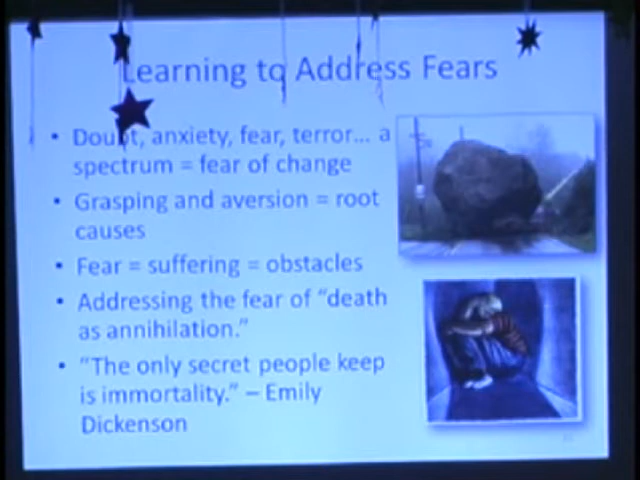 Learning to Address Fears
• Doubt, anxiety, fear, terror... a
spectrum = fear of change
• Grasping and aversion = root
causes
• Fear = suffering = obstacles
• Addressing the fear of “death
as annihilation.”
• “The only secret people keep
is immortality.” – Emily
Dickenson